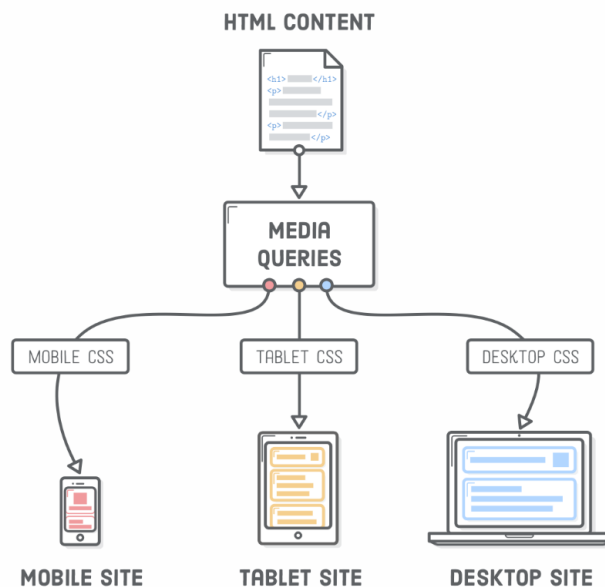 HTML CONTENT
<h1> </h1>
<p>
</p>
<p>
</p>
MEDIA
QUERIES
MOBILE CSS
TABLET CSS
DESKTOP CSS
MOBILE SITE
TABLET SITE
DESKTOP SITE